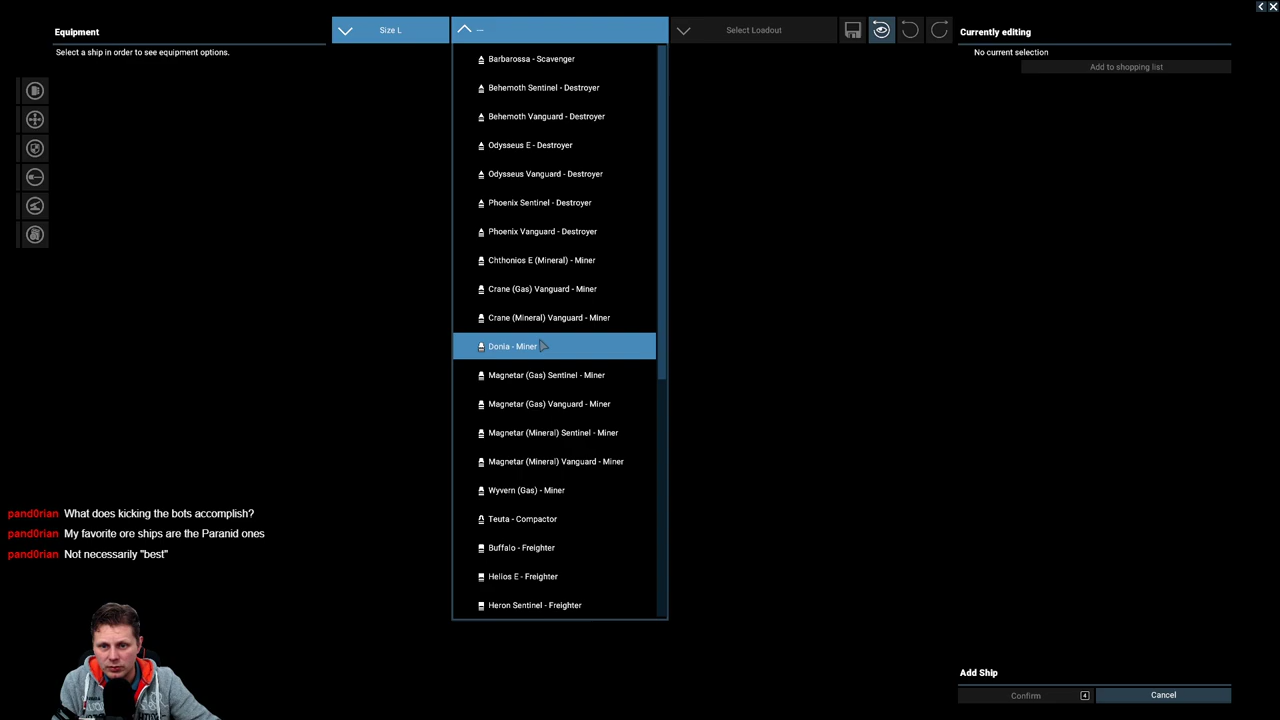 Equipment
Select a ship in order to see equipment options.
Size L
--
Select Loadout
Currently editing
No current selection
Add to shopping list
Barbarossa - Scavenger
Behemoth Sentinel - Destroyer
Behemoth Vanguard - Destroyer
Odysseus E - Destroyer
Odysseus Vanguard - Destroyer
Phoenix Sentinel - Destroyer
Phoenix Vanguard - Destroyer
Chthonios E (Mineral) - Miner
Crane (Gas) Vanguard - Miner
Crane (Mineral) Vanguard - Miner
Donia - Miner
Magnetar (Gas) Sentinel - Miner
Magnetar (Gas) Vanguard - Miner
Magnetar (Mineral) Sentinel - Miner
Magnetar (Mineral) Vanguard - Miner
Wyvern (Gas) - Miner
Teuta - Compactor
Buffalo - Freighter
Helios E - Freighter
Heron Sentinel - Freighter
pand0rian What does kicking the bots accomplish?
pand0rian My favorite ore ships are the Paranid ones
pand0rian Not necessarily "best"
Add Ship
Confirm 4
Cancel